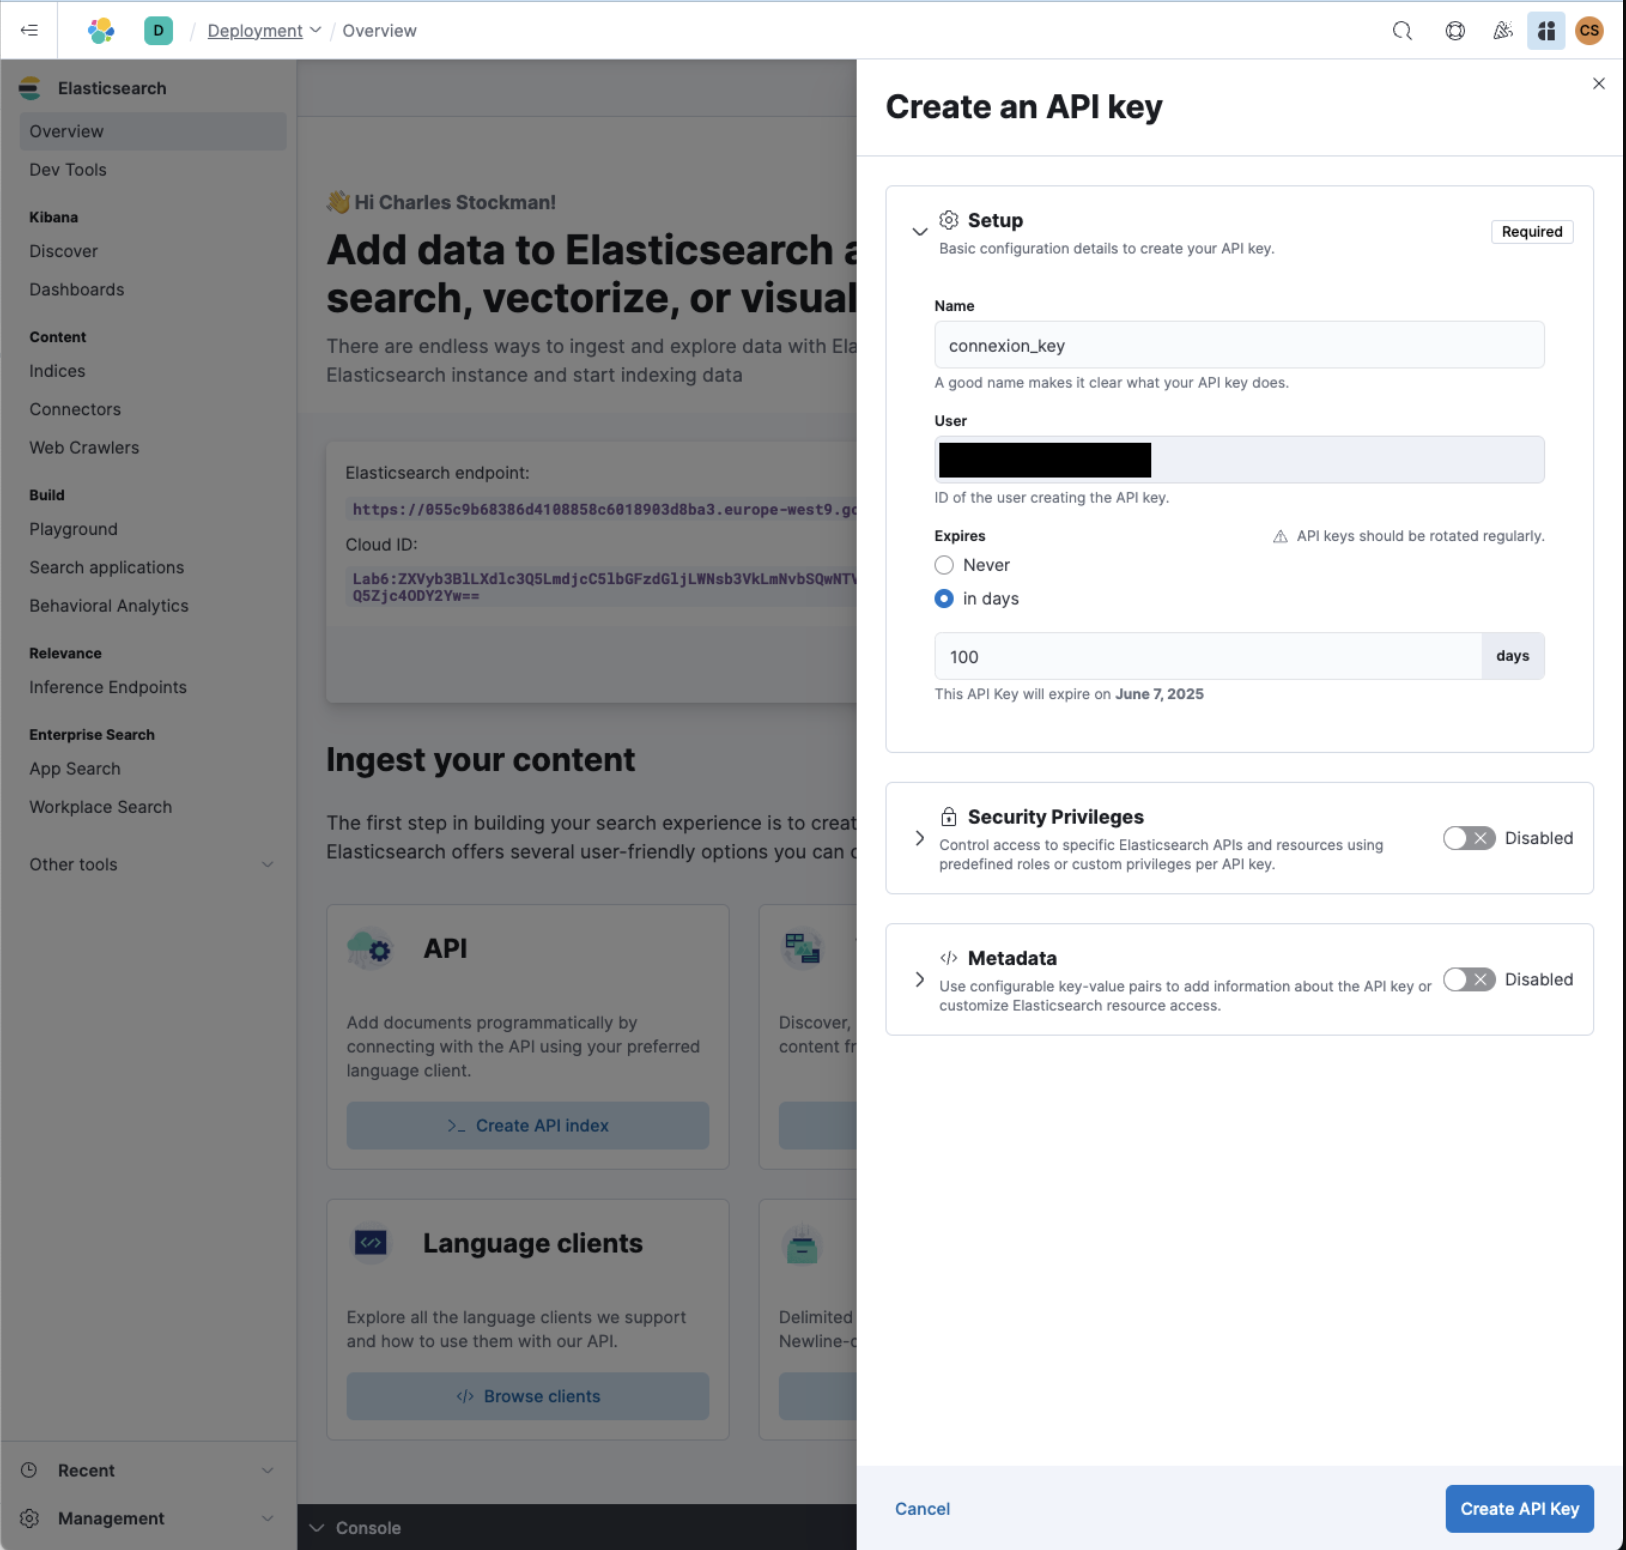 D / Deployment / Overview
CS
Elasticsearch
Overview
Dev Tools
Kibana
Discover
Dashboards
Content
Indices
Connectors
Web Crawlers
Build
Playground
Search applications
Behavioral Analytics
Relevance
Inference Endpoints
Enterprise Search
App Search
Workplace Search
Other tools
Recent
Management
👋 Hi Charles Stockman!
Add data to Elasticsearch a
search, vectorize, or visual
There are endless ways to ingest and explore data with Ela
Elasticsearch instance and start indexing data
Elasticsearch endpoint:
https://055c9b68386d4108858c6018903d8ba3.europe-west9.gc
Cloud ID:
Lab6:ZXVyb3BlLXdlc3Q5LmdjcC5lbGFzdGljLWNsb3VkLmNvbSQwNTV
Q5Zjc4ODY2Yw==
Ingest your content
The first step in building your search experience is to creat
Elasticsearch offers several user-friendly options you can c
API
Add documents programmatically by
connecting with the API using your preferred
language client.
>_ Create API index
Discover,
content fr
Language clients
Explore all the language clients we support
and how to use them with our API.
</> Browse clients
Delimited
Newline-c
Console
Create an API key
Setup
Basic configuration details to create your API key.
Required
Name
connexion_key
A good name makes it clear what your API key does.
User
ID of the user creating the API key.
Expires
API keys should be rotated regularly.
Never
in days
100 days
This API Key will expire on June 7, 2025
Security Privileges
Control access to specific Elasticsearch APIs and resources using
predefined roles or custom privileges per API key.
Disabled
</> Metadata
Use configurable key-value pairs to add information about the API key or
customize Elasticsearch resource access.
Disabled
Cancel
Create API Key